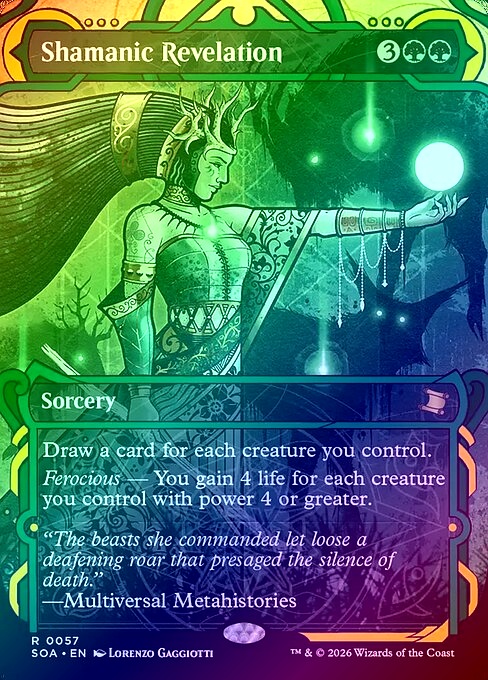 Shamanic Revelation 3
Sorcery
Draw a card for each creature you control.
Ferocious — You gain 4 life for each creature
you control with power 4 or greater.
“The beasts she commanded let loose a
deafening roar that presaged the silence of
death.”
—Multiversal Metahistories
R 0057
SOA • EN Lorenzo Gaggiotti
™ & © 2026 Wizards of the Coast